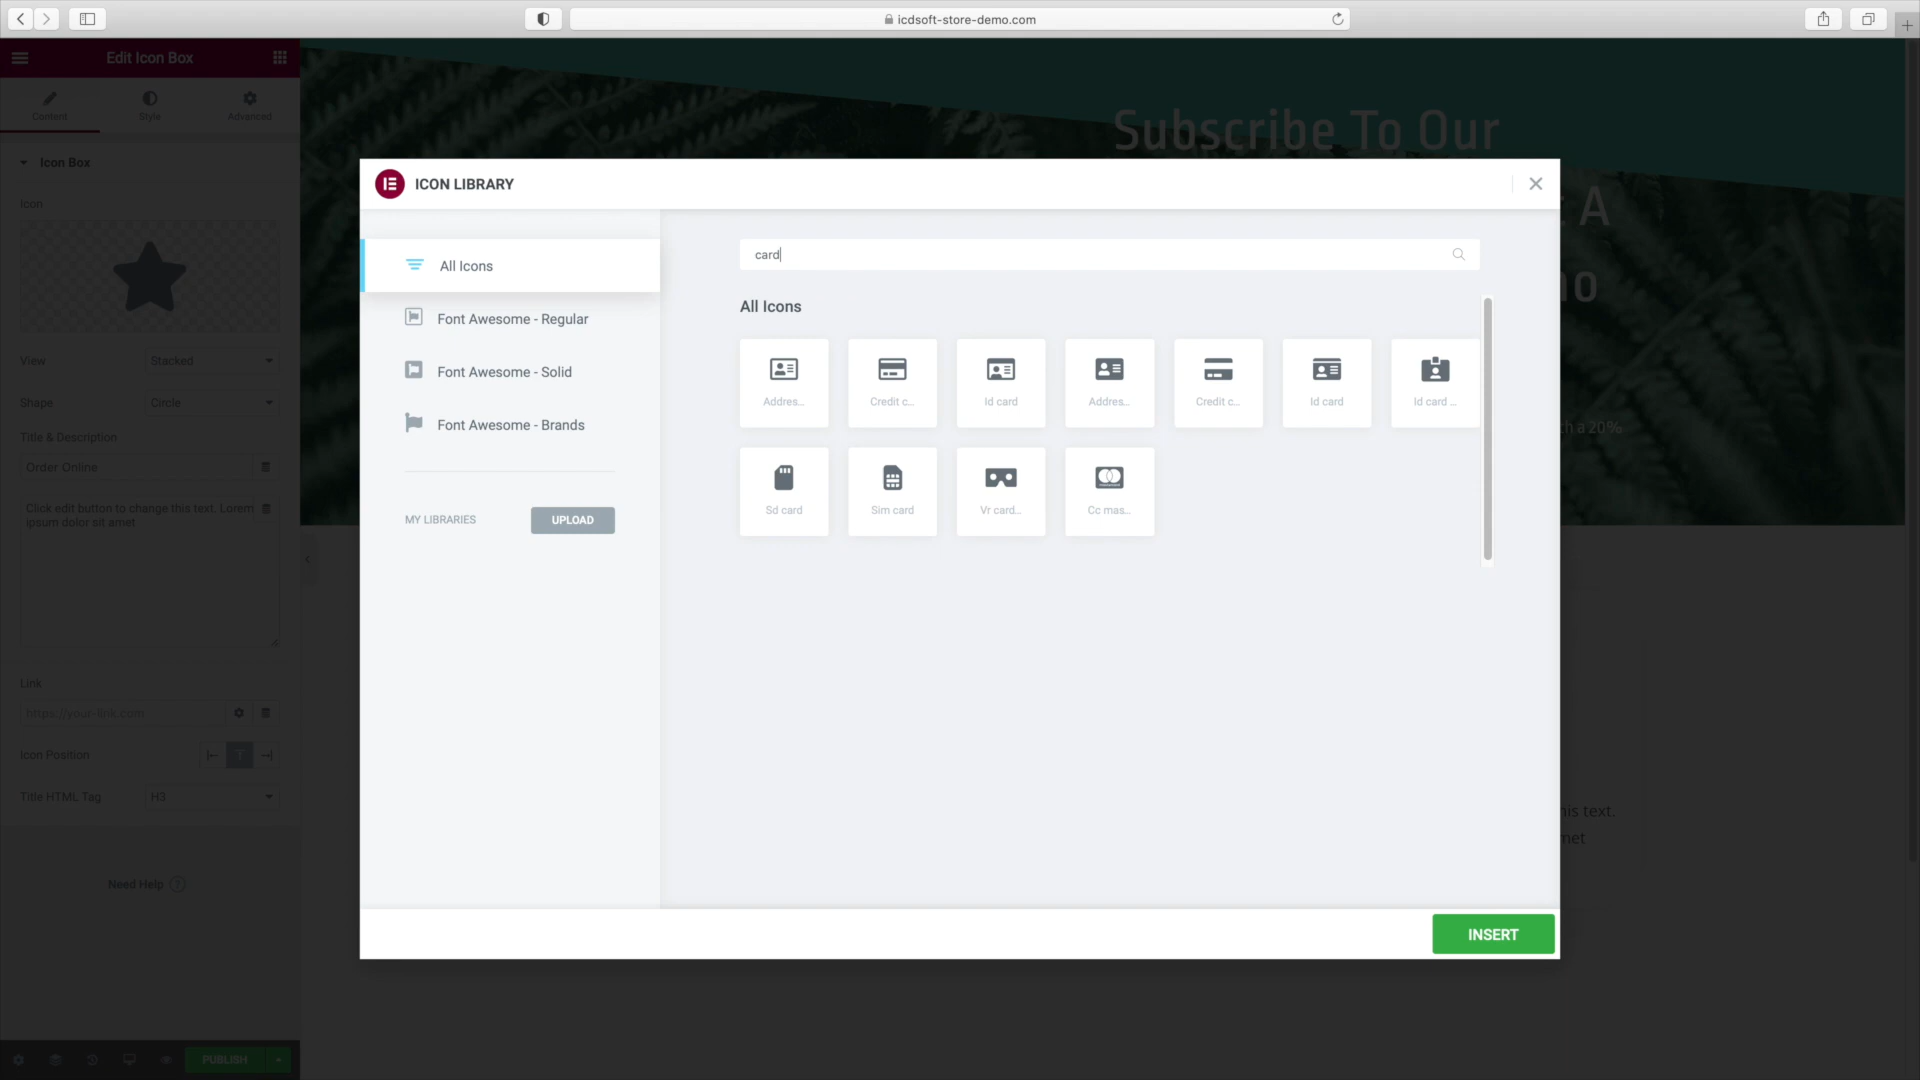 icdsoft-store-demo.com
Edit Icon Box
Content
Style
Advanced
Icon Box
Icon
View
Stacked
Shape
Circle
Title & Description
Order Online
Click edit button to change this text. Lorem
ipsum dolor sit amet
Link
https://your-link.com
Icon Position
Title HTML Tag
H3
Need Help
PUBLISH
Subscribe To Our
A
h a 20%
his text.
ICON LIBRARY
All Icons
Font Awesome - Regular
Font Awesome - Solid
Font Awesome - Brands
MY LIBRARIES
UPLOAD
card
All Icons
Addres...
Credit c...
Id card
Addres...
Credit c...
Id card
Id card ...
Sd card
Sim card
Vr card...
Cc mas...
INSERT